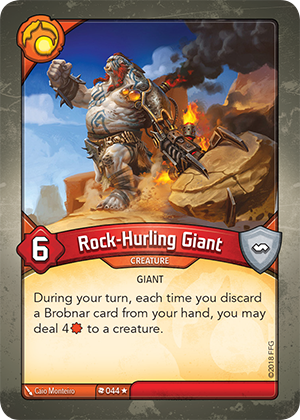 6
Rock-Hurling Giant
CREATURE
GIANT
During your turn, each time you discard
a Brobnar card from your hand, you may
deal 4 to a creature.
Caio Monteiro
044
©2018 FFG